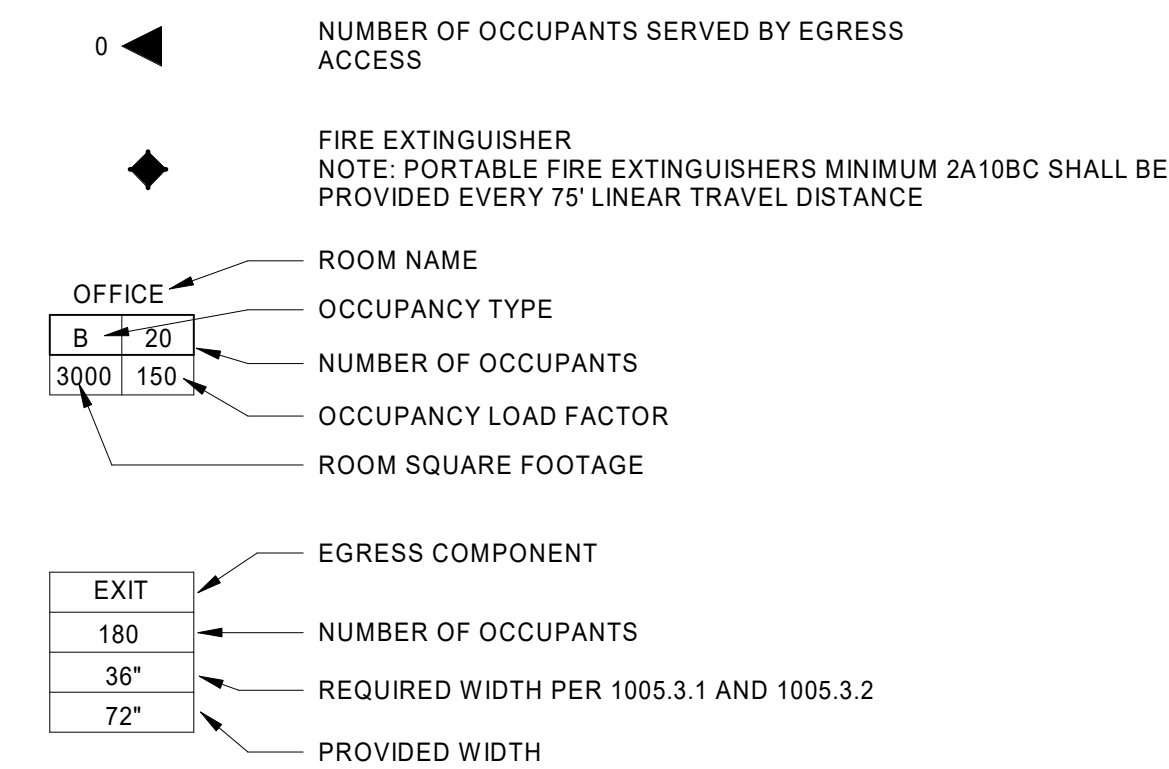 0
NUMBER OF OCCUPANTS SERVED BY EGRESS
ACCESS
FIRE EXTINGUISHER
NOTE: PORTABLE FIRE EXTINGUISHERS MINIMUM 2A10BC SHALL BE
PROVIDED EVERY 75' LINEAR TRAVEL DISTANCE
ROOM NAME
OFFICE
OCCUPANCY TYPE
B 20
NUMBER OF OCCUPANTS
3000 150
OCCUPANCY LOAD FACTOR
ROOM SQUARE FOOTAGE
EGRESS COMPONENT
EXIT
180
NUMBER OF OCCUPANTS
36"
REQUIRED WIDTH PER 1005.3.1 AND 1005.3.2
72"
PROVIDED WIDTH